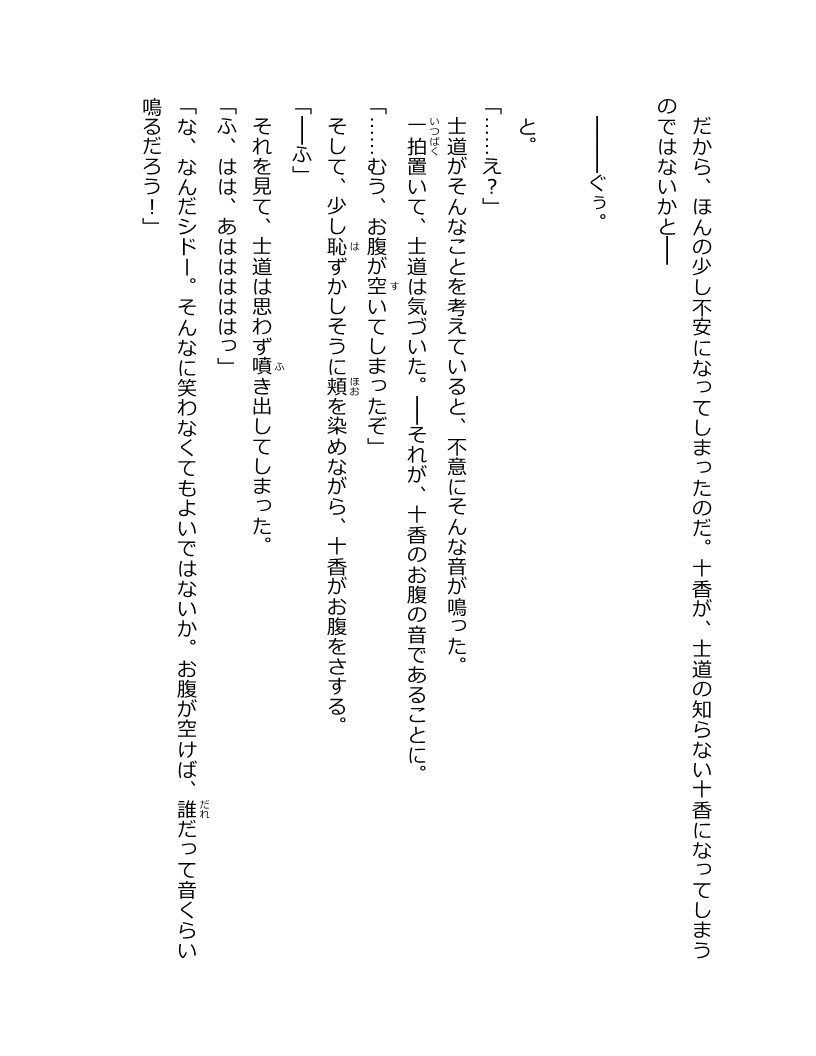 だから、ほんの少し不安になってしまったのだ。十香が、士道の知らない十香になってしまう
のではないかと――
―――ぐぅ。
と。
「……え？」
士道がそんなことを考えていると、不意にそんな音が鳴った。
一拍置いて、士道は気づいた。――それが、十香のお腹の音であることに。
「……むう、お腹が空いてしまったぞ」
そして、少し恥ずかしそうに頬を染めながら、十香がお腹をさする。
「――ふ」
それを見て、士道は思わず噴き出してしまった。
「ふ、はは、あはははははっ」
「な、なんだシドー。そんなに笑わなくてもよいではないか。お腹が空けば、誰だって音くらい
鳴るだろう！」